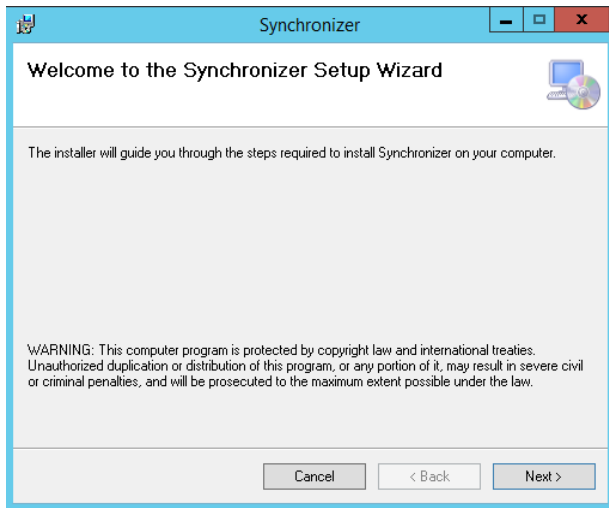 Synchronizer
Welcome to the Synchronizer Setup Wizard
The installer will guide you through the steps required to install Synchronizer on your computer.
WARNING: This computer program is protected by copyright law and international treaties.
Unauthorized duplication or distribution of this program, or any portion of it, may result in severe civil
or criminal penalties, and will be prosecuted to the maximum extent possible under the law.
Cancel < Back Next >